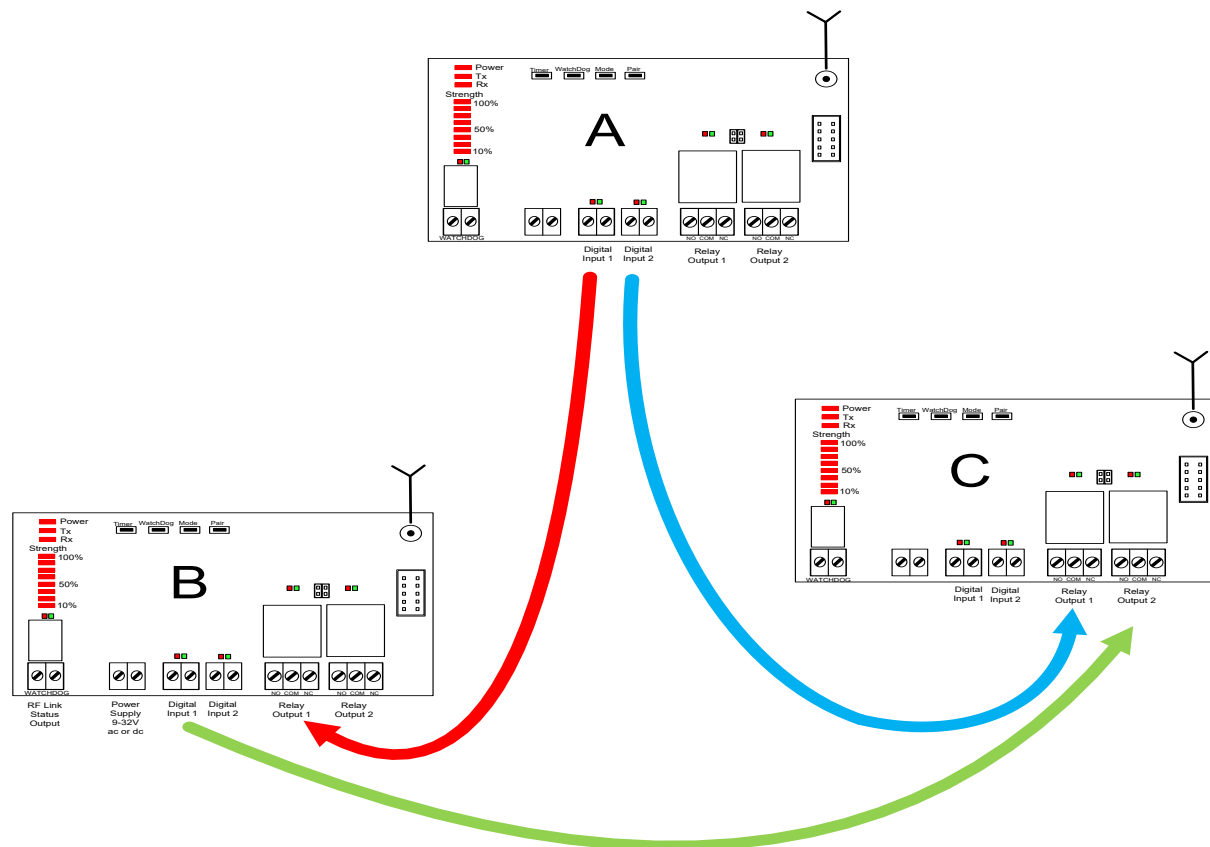 Power
Tx
Rx
Strength
100%
50%
10%
Timer WatchDog Mode Pair
A
WATCHDOG
NO COM NC
NO COM NC
Digital
Input 1
Digital
Input 2
Relay
Output 1
Relay
Output 2
Power
Tx
Rx
Strength
100%
50%
10%
Timer WatchDog Mode Pair
C
WATCHDOG
NO COM NC
NO COM NC
Digital
Input 1
Digital
Input 2
Relay
Output 1
Relay
Output 2
Power
Tx
Rx
Strength
100%
50%
10%
Timer WatchDog Mode Pair
B
WATCHDOG
NO COM NC
NO COM NC
RF Link
Status
Output
Power
Supply
9-32V
ac or dc
Digital
Input 1
Digital
Input 2
Relay
Output 1
Relay
Output 2